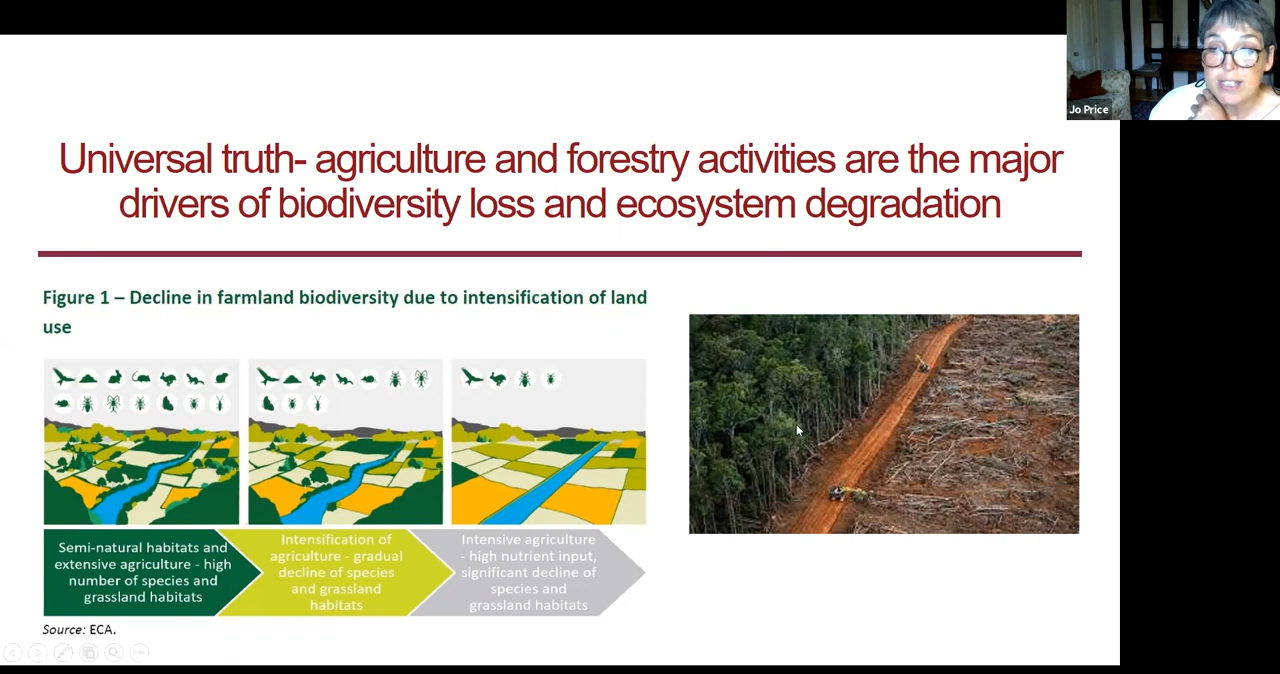 Jo Price
Universal truth- agriculture and forestry activities are the major
drivers of biodiversity loss and ecosystem degradation
Figure 1 – Decline in farmland biodiversity due to intensification of land
use
Semi-natural habitats and
extensive agriculture - high
number of species and
grassland habitats
Intensification of
agriculture - gradual
decline of species
and grassland
habitats
Intensive agriculture
- high nutrient input,
significant decline of
species and
grassland habitats
Source: ECA.